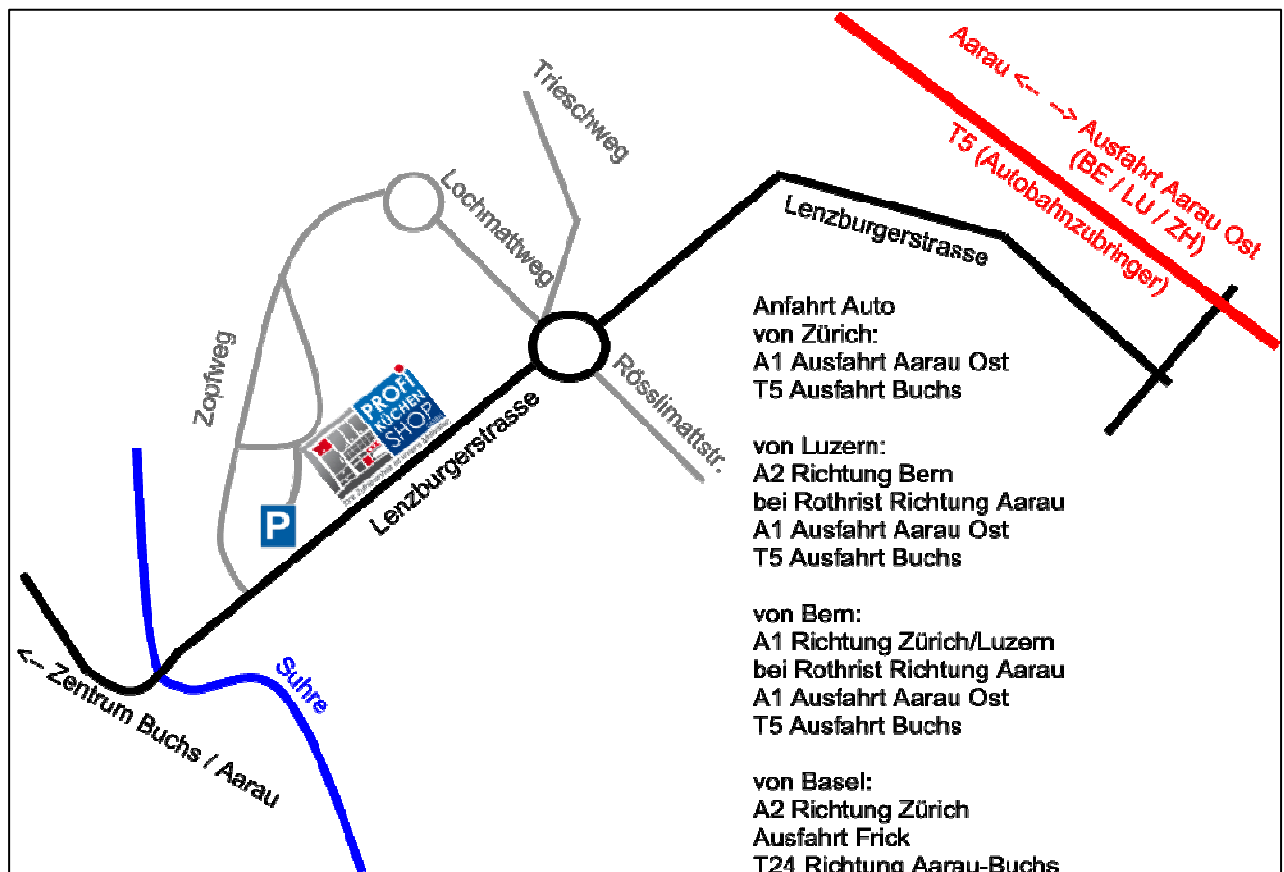 Aarau <-- --> Ausfahrt Aarau Ost
(BE / LU / ZH)
T5 (Autobahnzubringer)
Trieschweg
Lochmattweg
Lenzburgerstrasse
Zopfweg
PROFI
KÜCHEN
SHOP
Rösslimattstr.
Lenzburgerstrasse
P
Suhre
<-- Zentrum Buchs / Aarau
Anfahrt Auto
von Zürich:
A1 Ausfahrt Aarau Ost
T5 Ausfahrt Buchs
von Luzern:
A2 Richtung Bern
bei Rothrist Richtung Aarau
A1 Ausfahrt Aarau Ost
T5 Ausfahrt Buchs
von Bern:
A1 Richtung Zürich/Luzern
bei Rothrist Richtung Aarau
A1 Ausfahrt Aarau Ost
T5 Ausfahrt Buchs
von Basel:
A2 Richtung Zürich
Ausfahrt Frick
T24 Richtung Aarau-Buchs